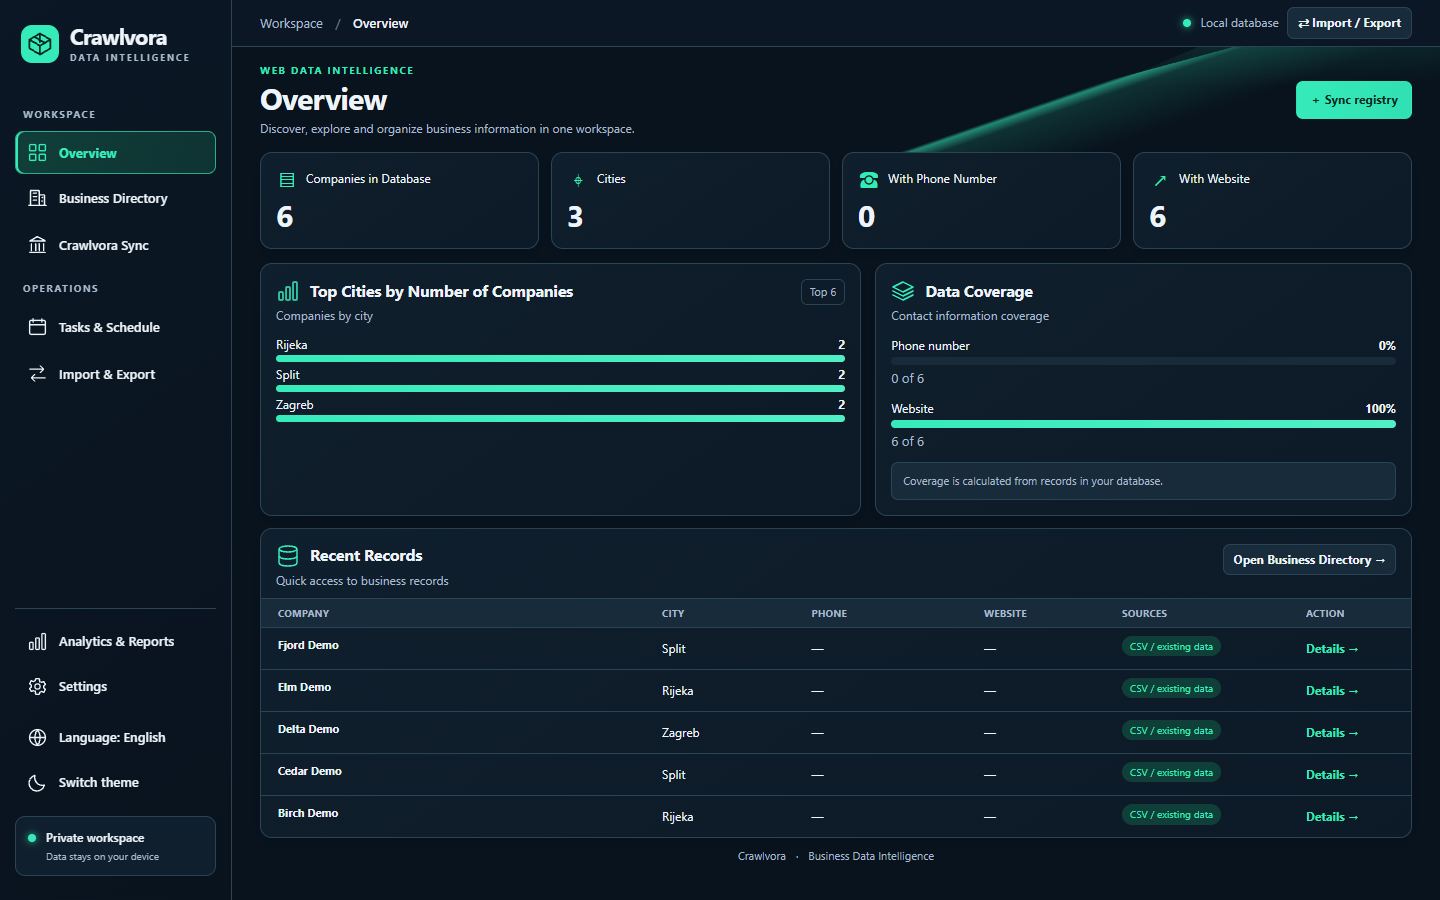 Crawlvora
DATA INTELLIGENCE
WORKSPACE
Overview
Business Directory
Crawlvora Sync
OPERATIONS
Tasks & Schedule
Import & Export
Analytics & Reports
Settings
Language: English
Switch theme
Private workspace
Data stays on your device
Workspace / Overview
Local database
⇄ Import / Export
WEB DATA INTELLIGENCE
Overview
Discover, explore and organize business information in one workspace.
+ Sync registry
Companies in Database
6
Cities
3
With Phone Number
0
With Website
6
Top Cities by Number of Companies
Top 6
Companies by city
Rijeka 2
Split 2
Zagreb 2
Data Coverage
Contact information coverage
Phone number 0%
0 of 6
Website 100%
6 of 6
Coverage is calculated from records in your database.
Recent Records
Quick access to business records
Open Business Directory →
COMPANY CITY PHONE WEBSITE SOURCES ACTION
Fjord Demo Split — — CSV / existing data Details →
Elm Demo Rijeka — — CSV / existing data Details →
Delta Demo Zagreb — — CSV / existing data Details →
Cedar Demo Split — — CSV / existing data Details →
Birch Demo Rijeka — — CSV / existing data Details →
Crawlvora · Business Data Intelligence